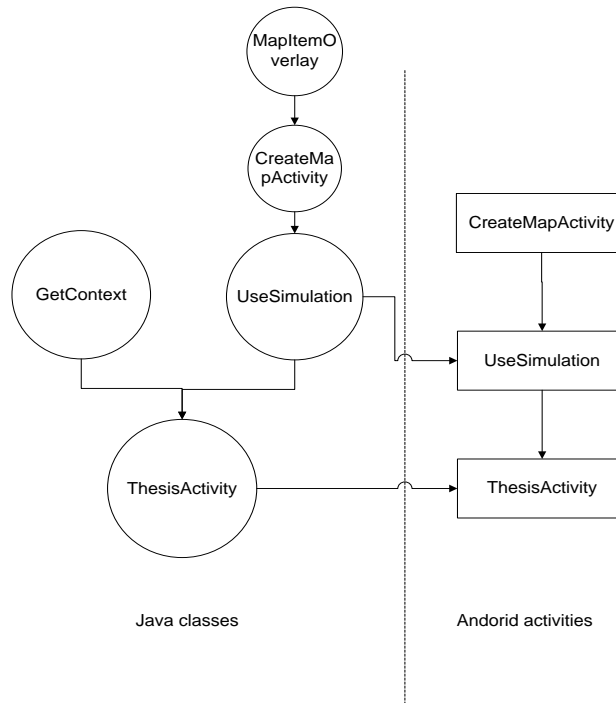 MapItemO
verlay
CreateMa
pActivity
CreateMapActivity
GetContext
UseSimulation
UseSimulation
ThesisActivity
ThesisActivity
Java classes
Andorid activities